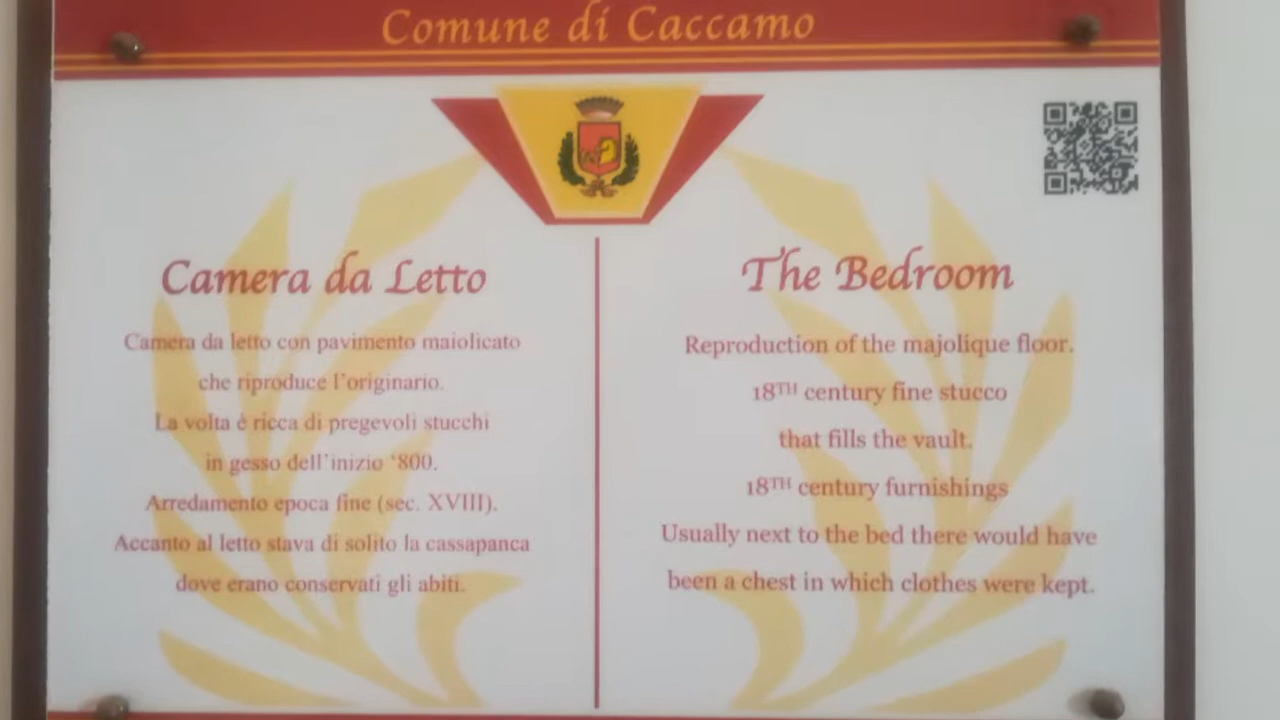 Comune di Caccamo
Camera da Letto
Camera da letto con pavimento maiolicato
che riproduce l'originario.
La volta è ricca di pregevoli stucchi
in gesso dell'inizio '800.
Arredamento epoca fine (sec. XVIII).
Accanto al letto stava di solito la cassapanca
dove erano conservati gli abiti.
The Bedroom
Reproduction of the majolique floor.
18TH century fine stucco
that fills the vault.
18TH century furnishings
Usually next to the bed there would have
been a chest in which clothes were kept.